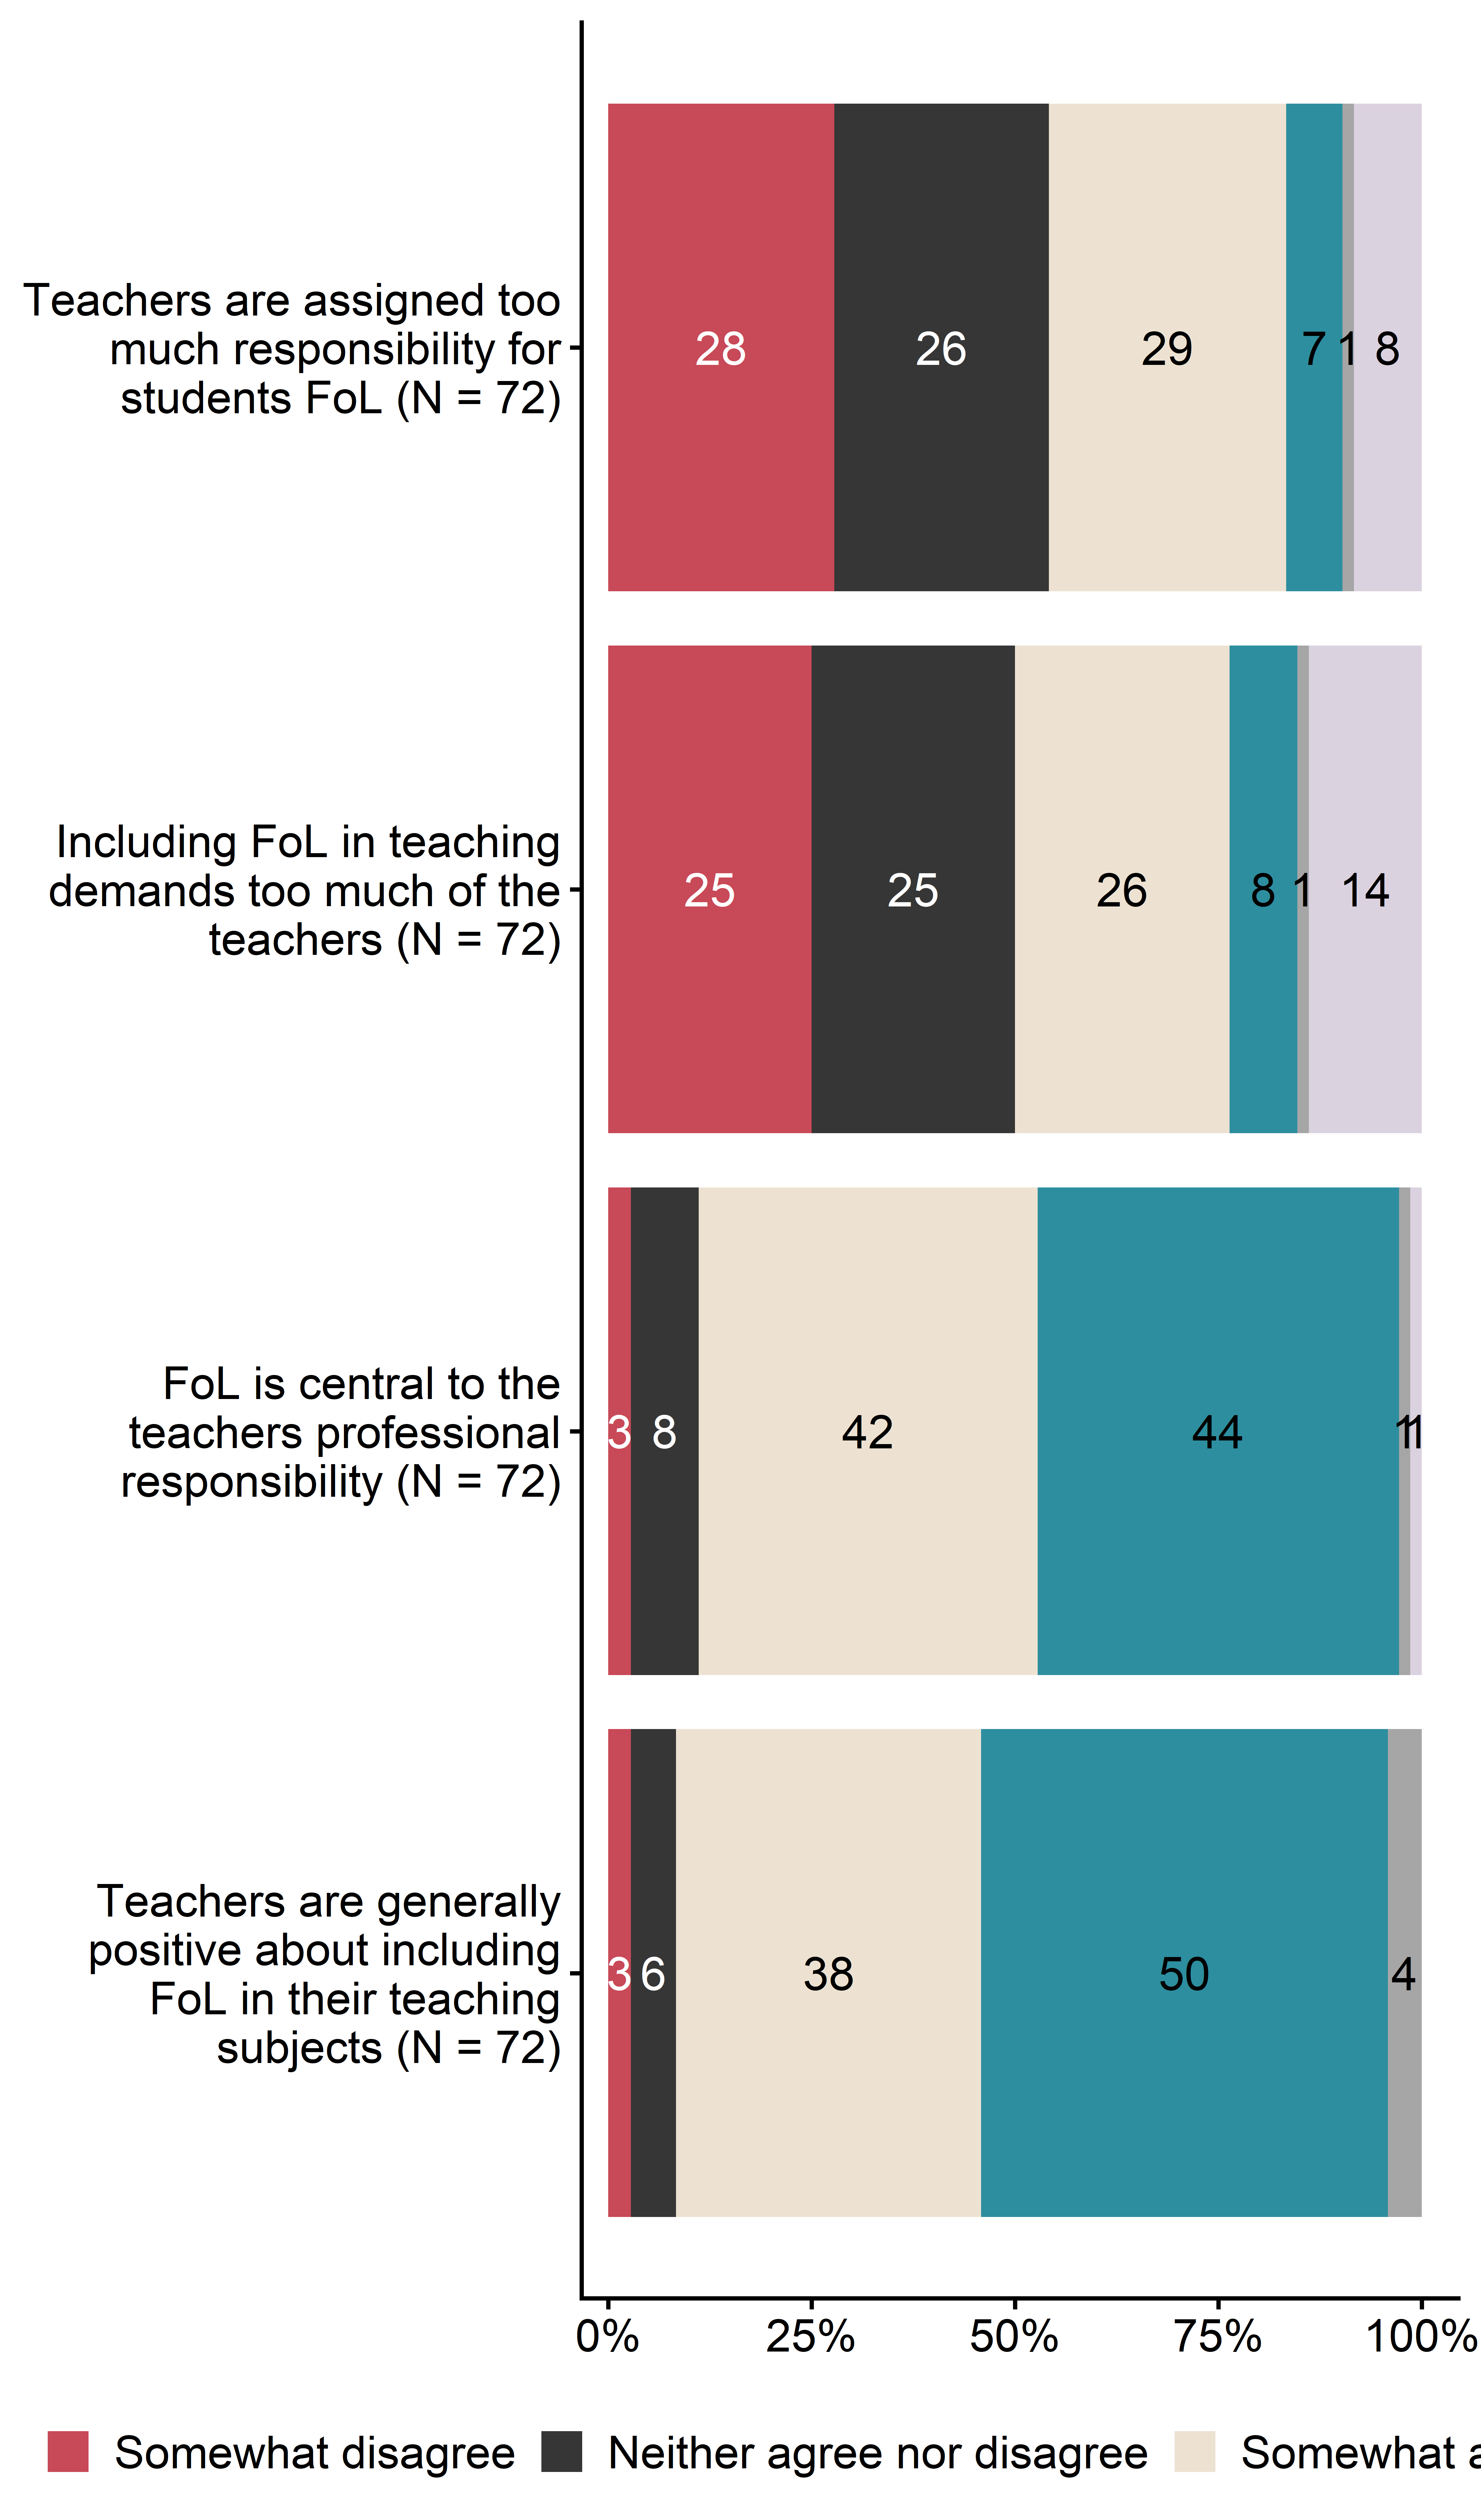 Teachers are assigned too
much responsibility for
students FoL (N = 72)
28 26 29 7 1 8
Including FoL in teaching
demands too much of the
teachers (N = 72)
25 25 26 8 1 14
FoL is central to the
teachers professional
responsibility (N = 72)
3 8 42 44 1 1
Teachers are generally
positive about including
FoL in their teaching
subjects (N = 72)
3 6 38 50 4
0% 25% 50% 75% 100%
Somewhat disagree Neither agree nor disagree Somewhat